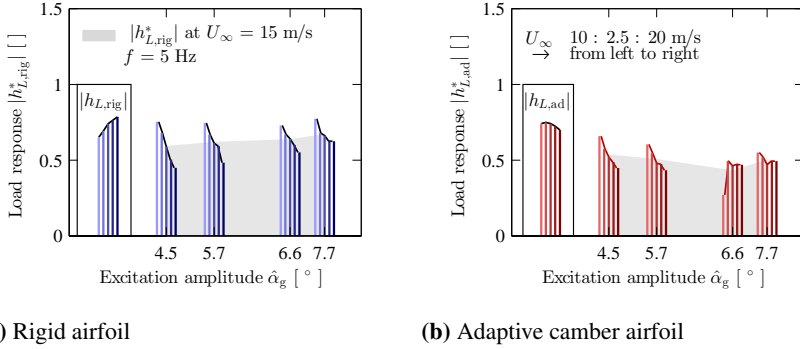 1.5
1
0.5
0
Load response |h*L,rig| [ ]
|h*L,rig| at U∞ = 15 m/s
f = 5 Hz
|hL,rig|
4.5 5.7 6.6 7.7
Excitation amplitude α̂g [ ° ]
) Rigid airfoil
1.5
1
0.5
0
Load response |h*L,ad| [ ]
U∞ 10 : 2.5 : 20 m/s
→ from left to right
|hL,ad|
4.5 5.7 6.6 7.7
Excitation amplitude α̂g [ ° ]
(b) Adaptive camber airfoil